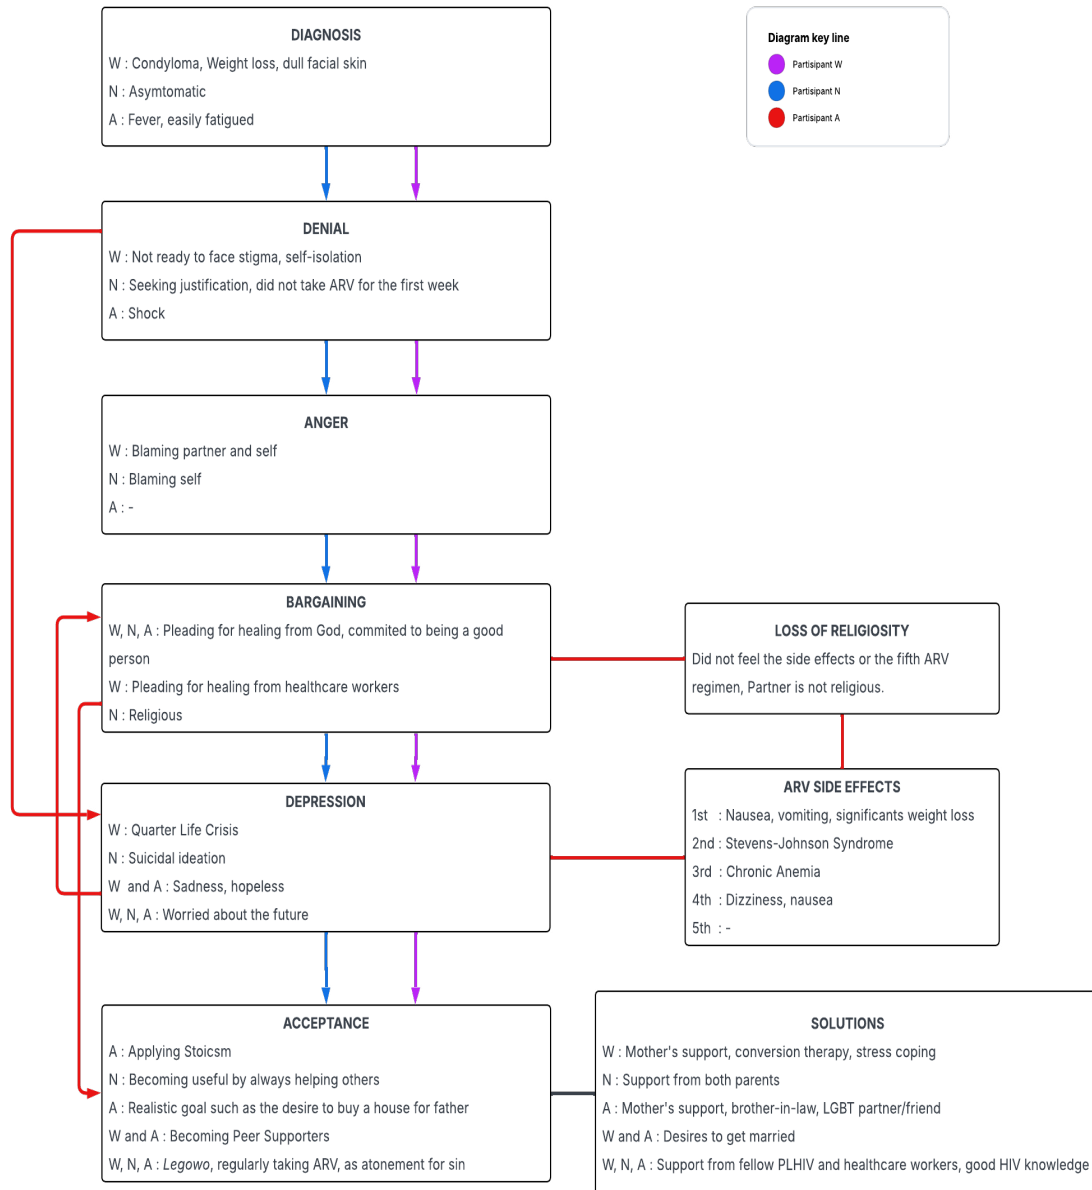 DIAGNOSIS
W : Condyloma, Weight loss, dull facial skin
N : Asymtomatic
A : Fever, easily fatigued
Diagram key line
Partisipant W
Partisipant N
Partisipant A
DENIAL
W : Not ready to face stigma, self-isolation
N : Seeking justification, did not take ARV for the first week
A : Shock
ANGER
W : Blaming partner and self
N : Blaming self
A : -
BARGAINING
W, N, A : Pleading for healing from God, commited to being a good
person
W : Pleading for healing from healthcare workers
N : Religious
LOSS OF RELIGIOSITY
Did not feel the side effects or the fifth ARV
regimen, Partner is not religious.
DEPRESSION
W : Quarter Life Crisis
N : Suicidal ideation
W and A : Sadness, hopeless
W, N, A : Worried about the future
ARV SIDE EFFECTS
1st : Nausea, vomiting, significants weight loss
2nd : Stevens-Johnson Syndrome
3rd : Chronic Anemia
4th : Dizziness, nausea
5th : -
ACCEPTANCE
A : Applying Stoicsm
N : Becoming useful by always helping others
A : Realistic goal such as the desire to buy a house for father
W and A : Becoming Peer Supporters
W, N, A : Legowo, regularly taking ARV, as atonement for sin
SOLUTIONS
W : Mother's support, conversion therapy, stress coping
N : Support from both parents
A : Mother's support, brother-in-law, LGBT partner/friend
W and A : Desires to get married
W, N, A : Support from fellow PLHIV and healthcare workers, good HIV knowledge